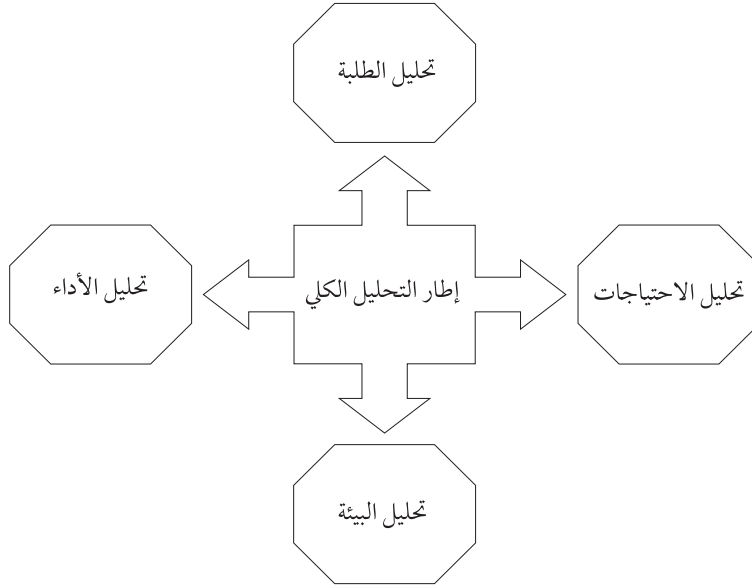 تحليل الطلبة
تحليل الاحتياجات
إطار التحليل الكلي
تحليل الأداء
تحليل البيئة